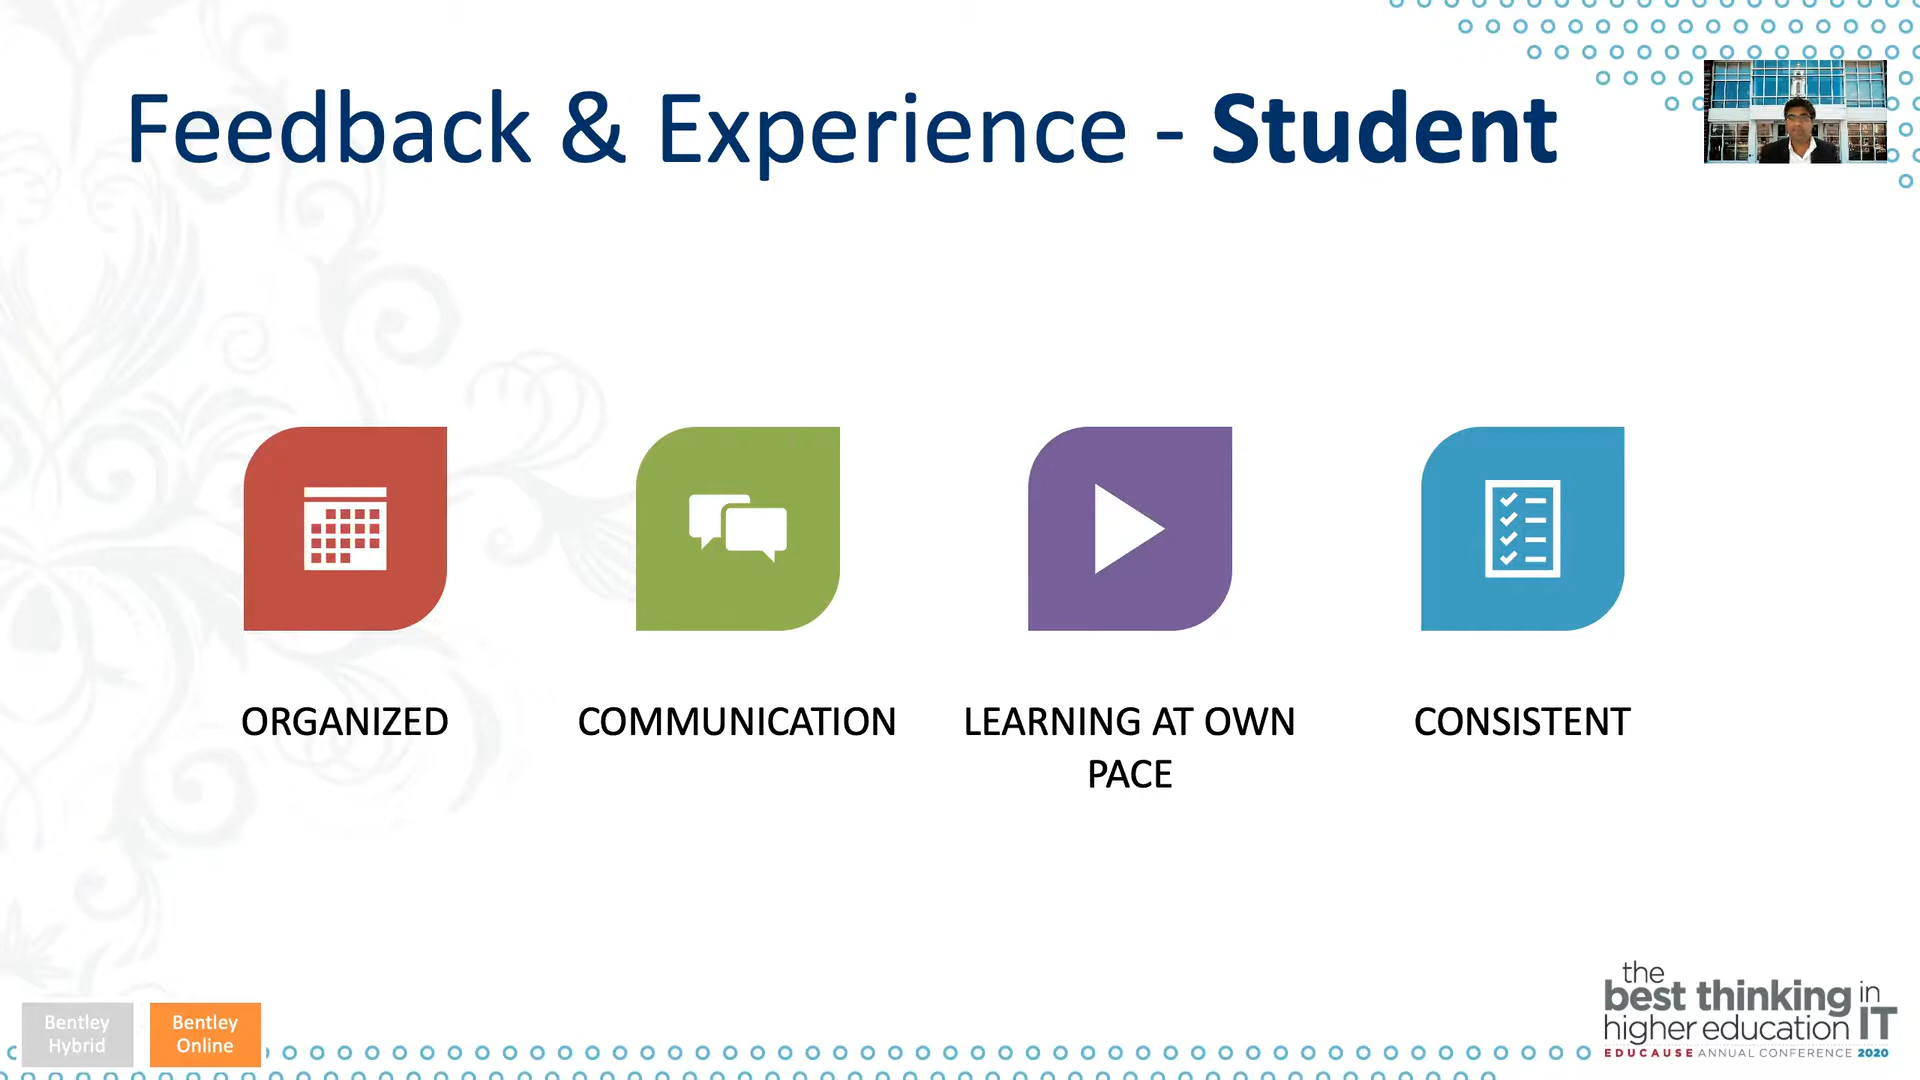 Feedback & Experience - Student
ORGANIZED
COMMUNICATION
LEARNING AT OWN
PACE
CONSISTENT
Bentley
Hybrid
Bentley
Online
the
best thinking in
higher education IT
EDUCAUSE ANNUAL CONFERENCE 2020